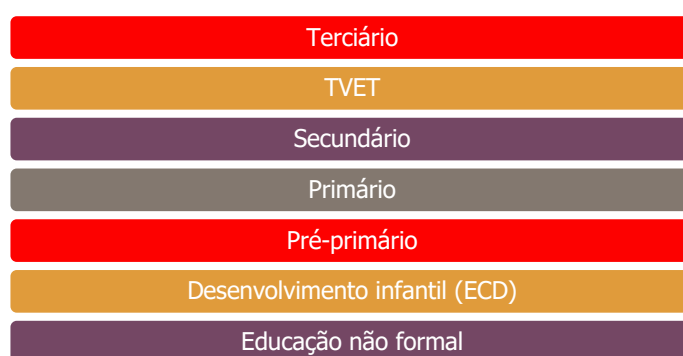 Terciário
TVET
Secundário
Primário
Pré-primário
Desenvolvimento infantil (ECD)
Educação não formal